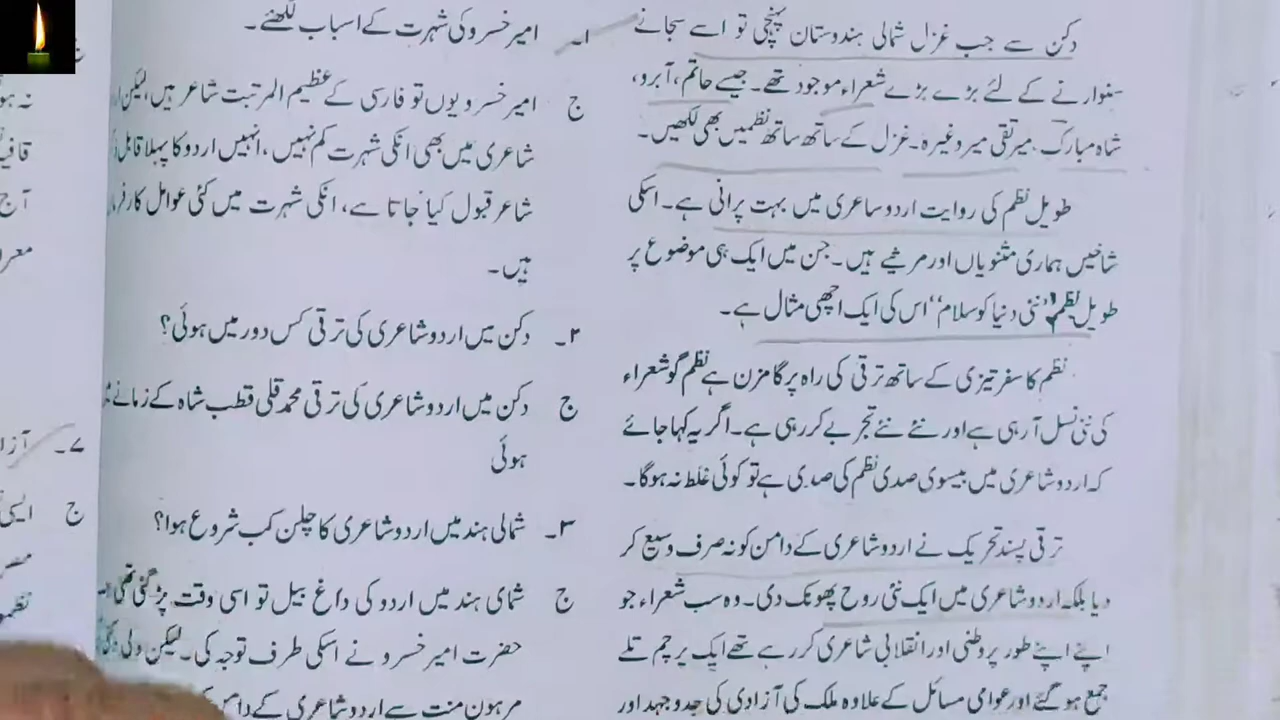 دکن سے جب غزل شمالی ہندوستان پہنچی تو اسے سجانے
سنوارنے کے لئے بڑے بڑے شعراء موجود تھے۔ جیسے حاتم، آبرو،
شاہ مبارک، میر تقی میر وغیرہ۔ غزل کے ساتھ ساتھ نظمیں بھی لکھیں۔
طویل نظم کی روایت اردو ساعری میں بہت پرانی ہے۔ اسکی
شاخیں ہماری مثنویاں اور مرثیے ہیں۔ جن میں ایک ہی موضوع پر
طویل نظم ”نئی دنیا کو سلام“ اس کی ایک اچھی مثال ہے۔
نظم کا سفر تیزی کے ساتھ ترقی کی راہ پر گامزن ہے نظم گو شعراء
کی نئی نسل آرہی ہے اور نئے نئے تجربے کر رہی ہے۔ اگر یہ کہا جائے
کہ اردو شاعری میں بیسوی صدی نظم کی صدی ہے تو کوئی غلط نہ ہوگا۔
ترقی پسند تحریک نے اردو شاعری کے دامن کو نہ صرف وسیع کر
دیا بلکہ اردو شاعری میں ایک نئی روح پھونک دی۔ وہ سب شعراء جو
اپنے اپنے طور پر وطنی اور انقلابی شاعری کر رہے تھے ایک پرچم تلے
جمع ہو گئے اور عوامی مسائل کے علاوہ ملک کی آزادی کی جدوجہد اور
۱۔ امیر خسرو کی شہرت کے اسباب لکھئے۔
ج امیر خسرو یوں تو فارسی کے عظیم المرتبت شاعر ہیں، لیکن
شاعری میں بھی انکی شہرت کم نہیں، انہیں اردو کا پہلا قابل
شاعر قبول کیا جاتا ہے، انکی شہرت میں کئی عوامل
ہیں۔
۲۔ دکن میں اردو شاعری کی ترقی کس دور میں ہوئی؟
ج دکن میں اردو شاعری کی ترقی محمد قلی قطب شاہ کے زمانے
ہوئی
۳۔ شمالی ہند میں اردو شاعری کا چلن کب شروع ہوا؟
ج شمای ہند میں اردو کی داغ بیل تو اسی وقت پڑ گئی تھی
حضرت امیر خسرو نے اسکی طرف توجہ کی۔ لیکن ولی
مرہون منت سے اردو شاعری کے
نہ
آج
۷۔
ج ایسی